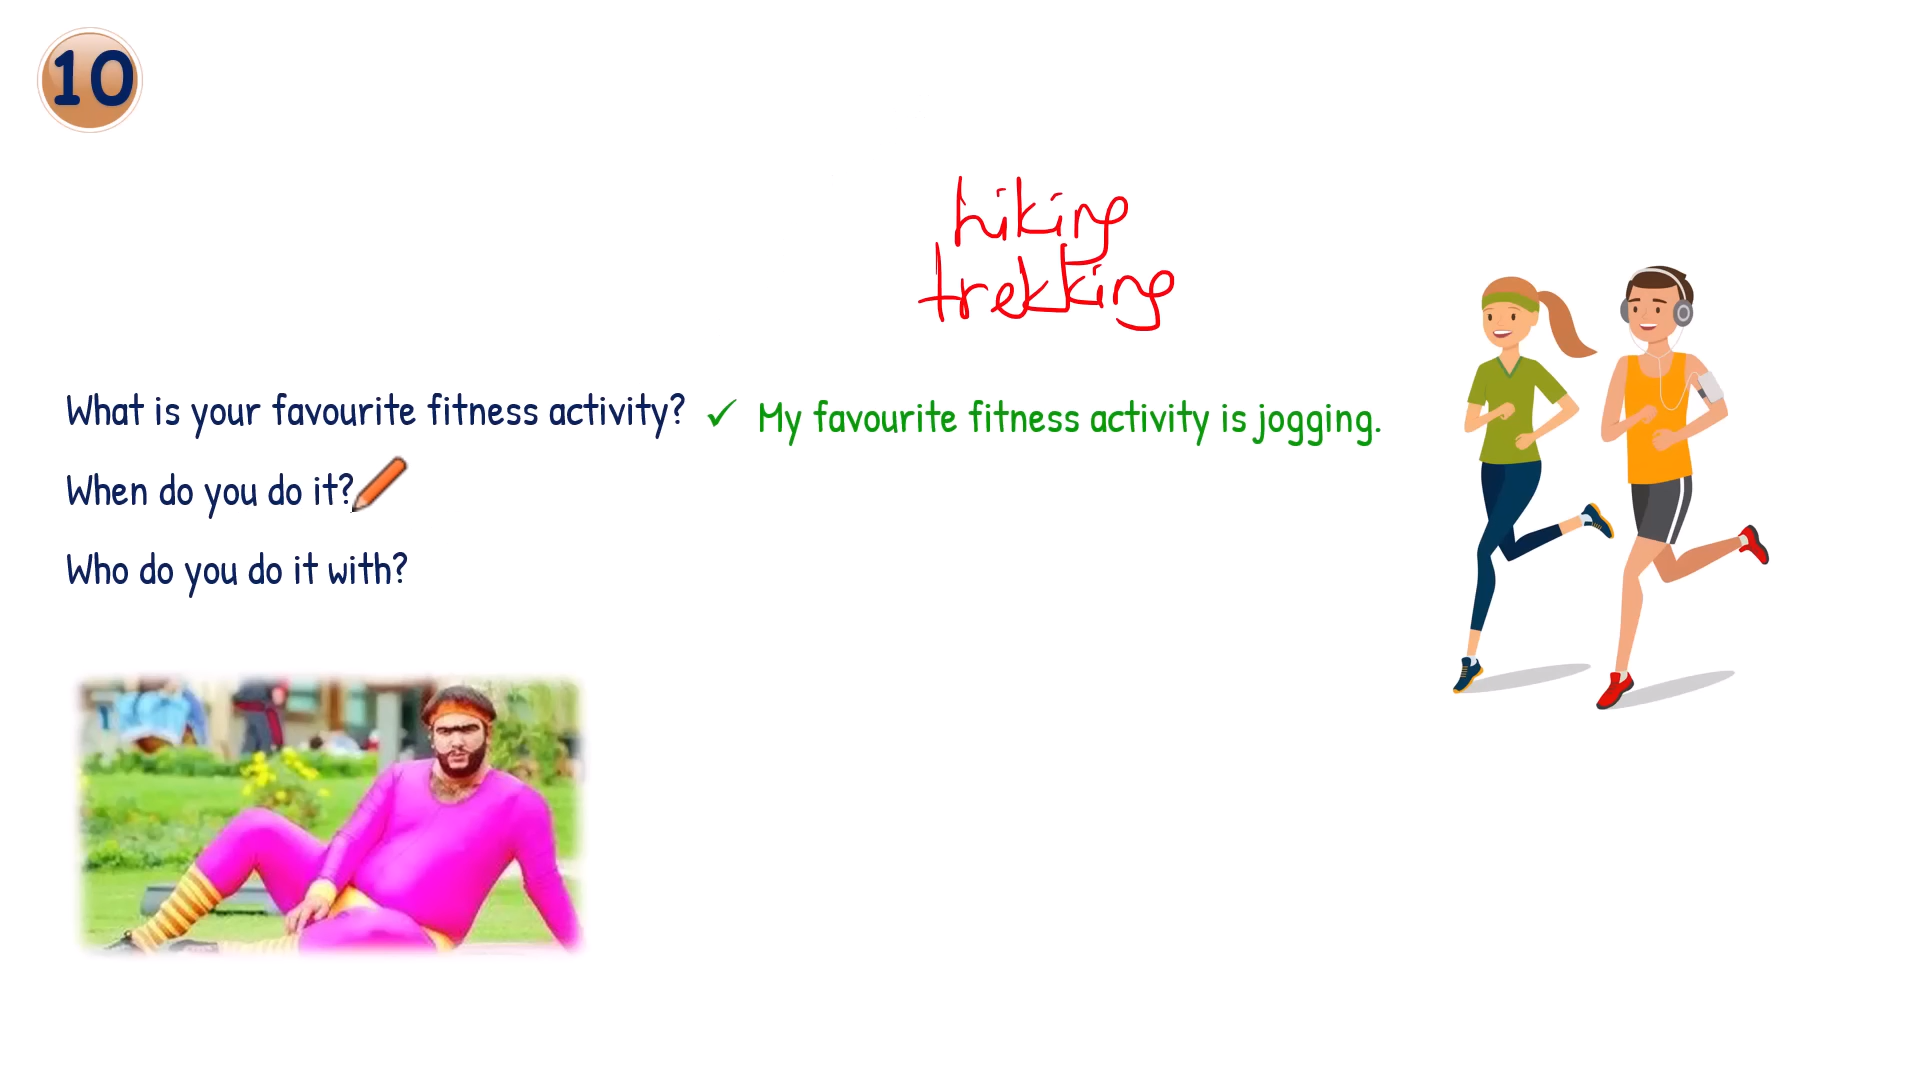 10
hiking
trekking
What is your favourite fitness activity? ✓ My favourite fitness activity is jogging.
When do you do it?
Who do you do it with?